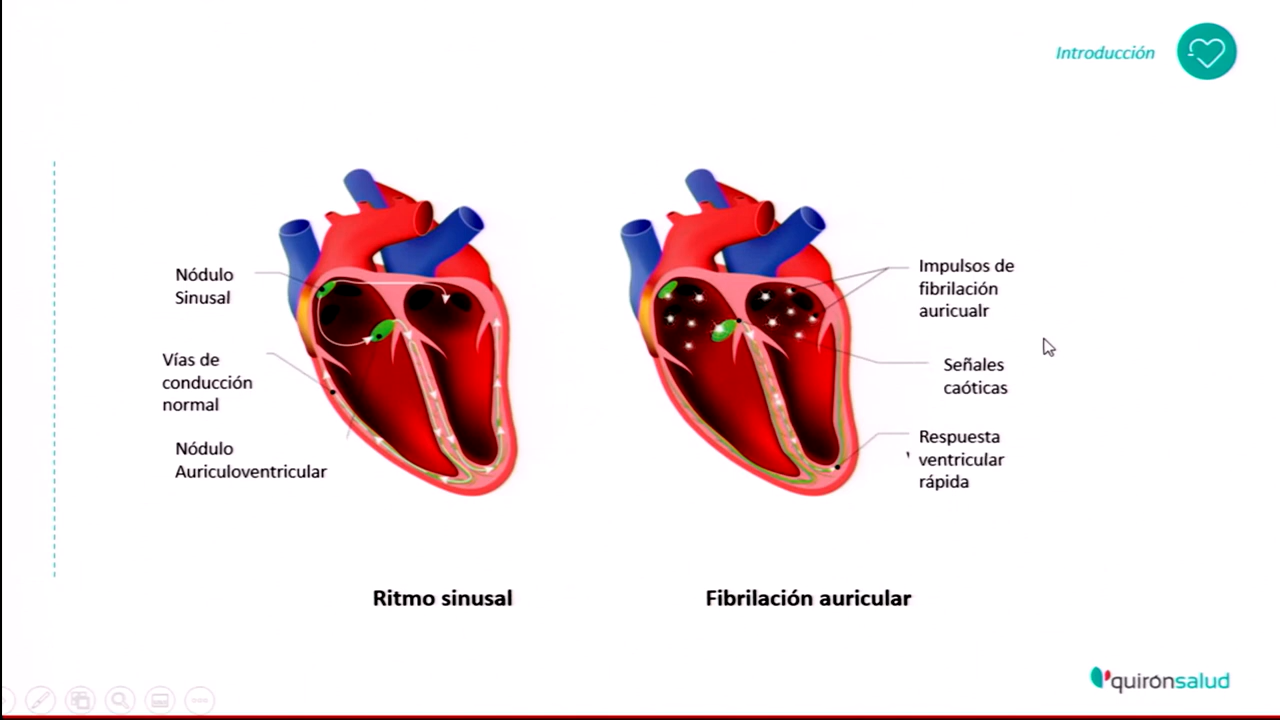 Introducción
Nódulo
Sinusal
Vías de
conducción
normal
Nódulo
Auriculoventricular
Impulsos de
fibrilación
auricualr
Señales
caóticas
Respuesta
ventricular
rápida
Ritmo sinusal
Fibrilación auricular
quirónsalud